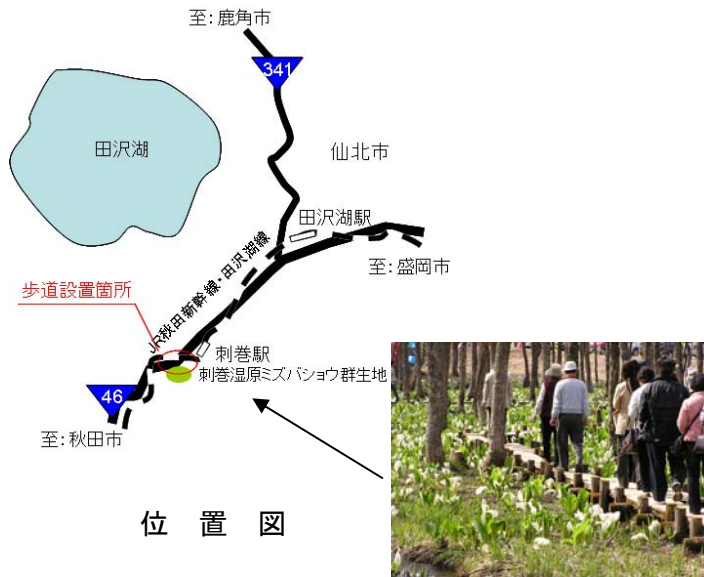 至:鹿角市
341
田沢湖
仙北市
田沢湖駅
JR秋田新幹線・田沢湖線
至:盛岡市
歩道設置箇所
刺巻駅
刺巻湿原ミズバショウ群生地
46
至:秋田市
位 置 図